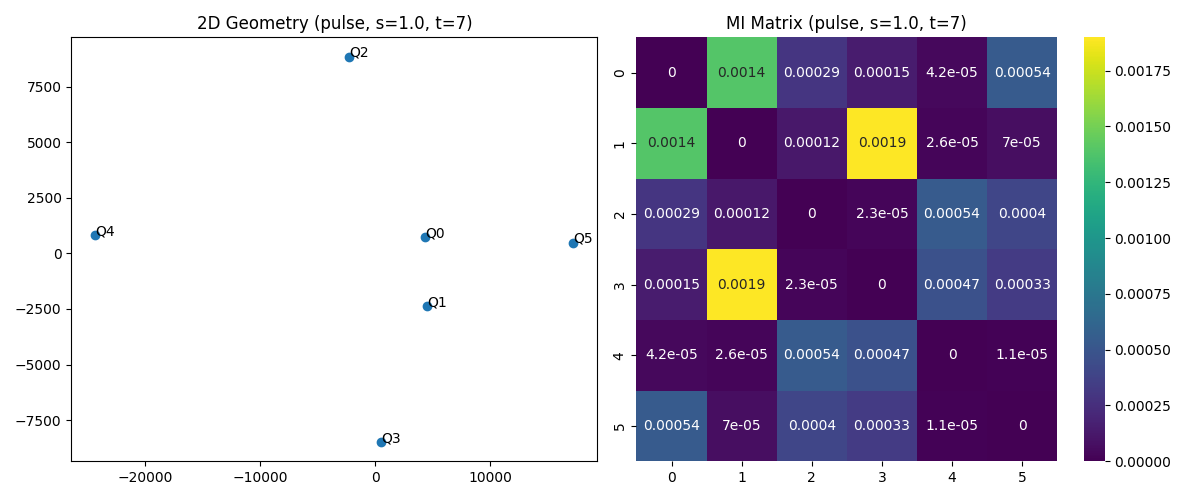 2D Geometry (pulse, s=1.0, t=7)
7500
5000
2500
0
−2500
−5000
−7500
−20000 −10000 0 10000
Q2
Q4
Q0
Q5
Q1
Q3
MI Matrix (pulse, s=1.0, t=7)
0 0 0.0014 0.00029 0.00015 4.2e-05 0.00054
1 0.0014 0 0.00012 0.0019 2.6e-05 7e-05
2 0.00029 0.00012 0 2.3e-05 0.00054 0.0004
3 0.00015 0.0019 2.3e-05 0 0.00047 0.00033
4 4.2e-05 2.6e-05 0.00054 0.00047 0 1.1e-05
5 0.00054 7e-05 0.0004 0.00033 1.1e-05 0
0 1 2 3 4 5
0.00175
0.00150
0.00125
0.00100
0.00075
0.00050
0.00025
0.00000